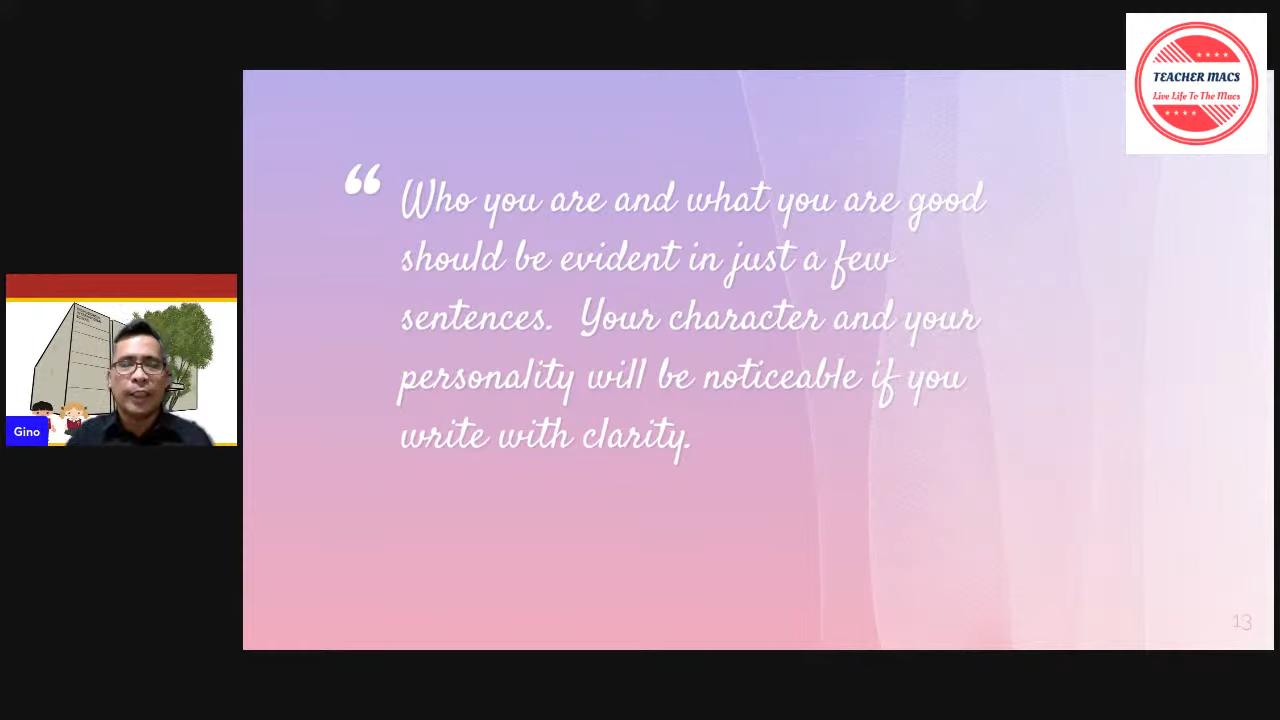 TEACHER MACS
Live Life To The Macs
“ Who you are and what you are good
should be evident in just a few
sentences.  Your character and your
personality will be noticeable if you
write with clarity.
Gino
13